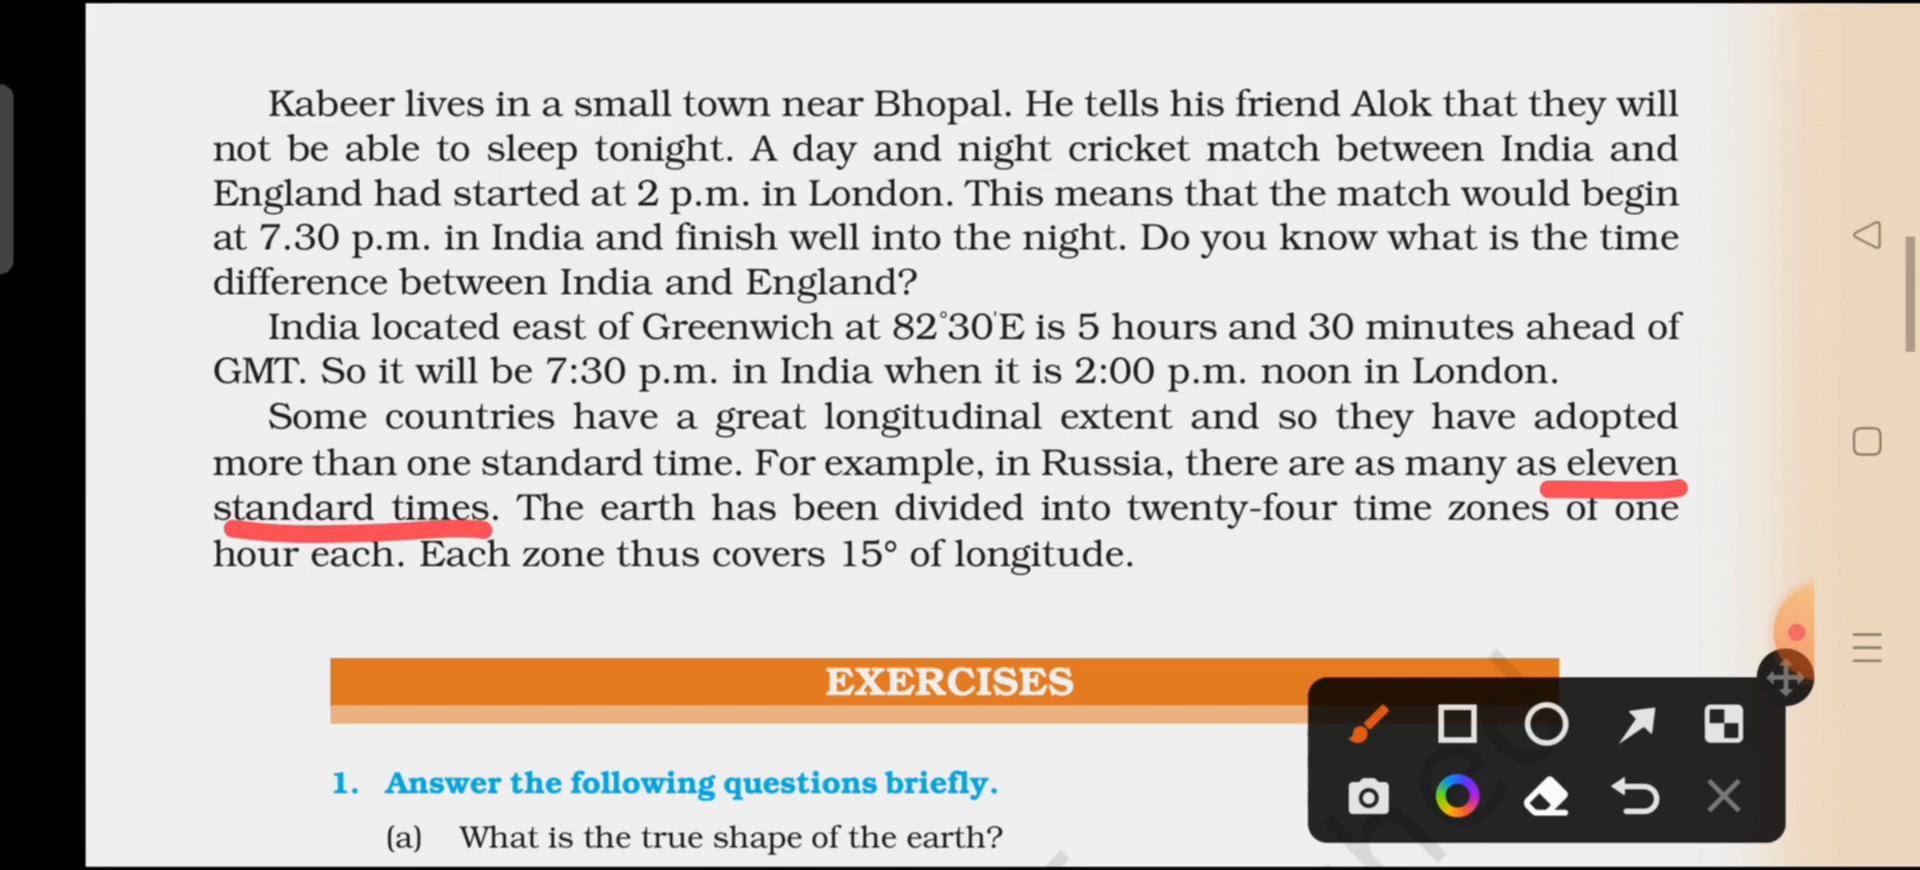 Kabeer lives in a small town near Bhopal. He tells his friend Alok that they will
not be able to sleep tonight. A day and night cricket match between India and
England had started at 2 p.m. in London. This means that the match would begin
at 7.30 p.m. in India and finish well into the night. Do you know what is the time
difference between India and England?
India located east of Greenwich at 82°30'E is 5 hours and 30 minutes ahead of
GMT. So it will be 7:30 p.m. in India when it is 2:00 p.m. noon in London.
Some countries have a great longitudinal extent and so they have adopted
more than one standard time. For example, in Russia, there are as many as eleven
standard times. The earth has been divided into twenty-four time zones of one
hour each. Each zone thus covers 15° of longitude.
EXERCISES
1. Answer the following questions briefly.
(a) What is the true shape of the earth?